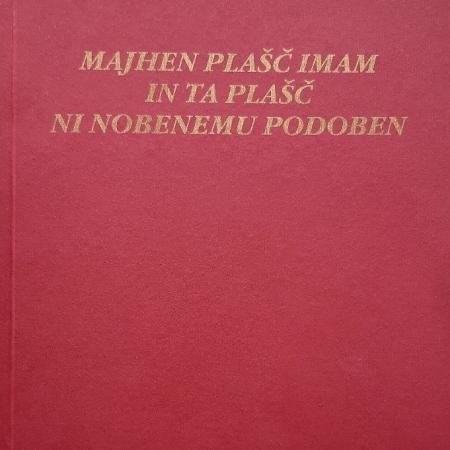 MAJHEN PLAŠČ IMAM
IN TA PLAŠČ
NI NOBENEMU PODOBEN